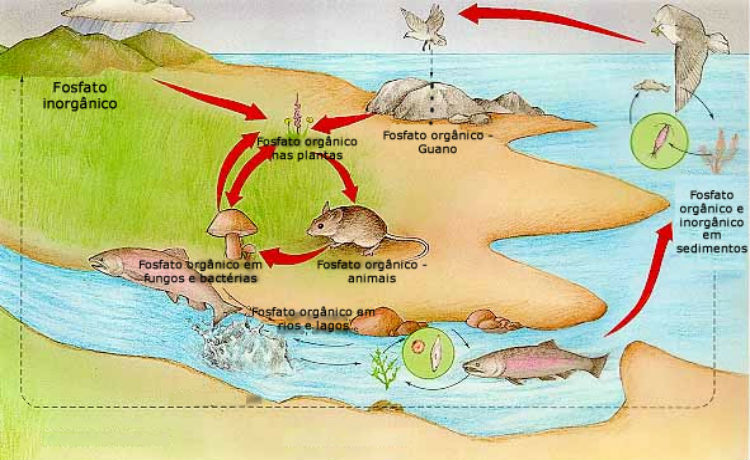 Fosfato
inorgânico
Fosfato orgânico
nas plantas
Fosfato orgânico -
Guano
Fosfato
orgânico e
inorgânico
em
sedimentos
Fosfato orgânico em
fungos e bactérias
Fosfato orgânico -
animais
Fosfato orgânico em
rios e lagos